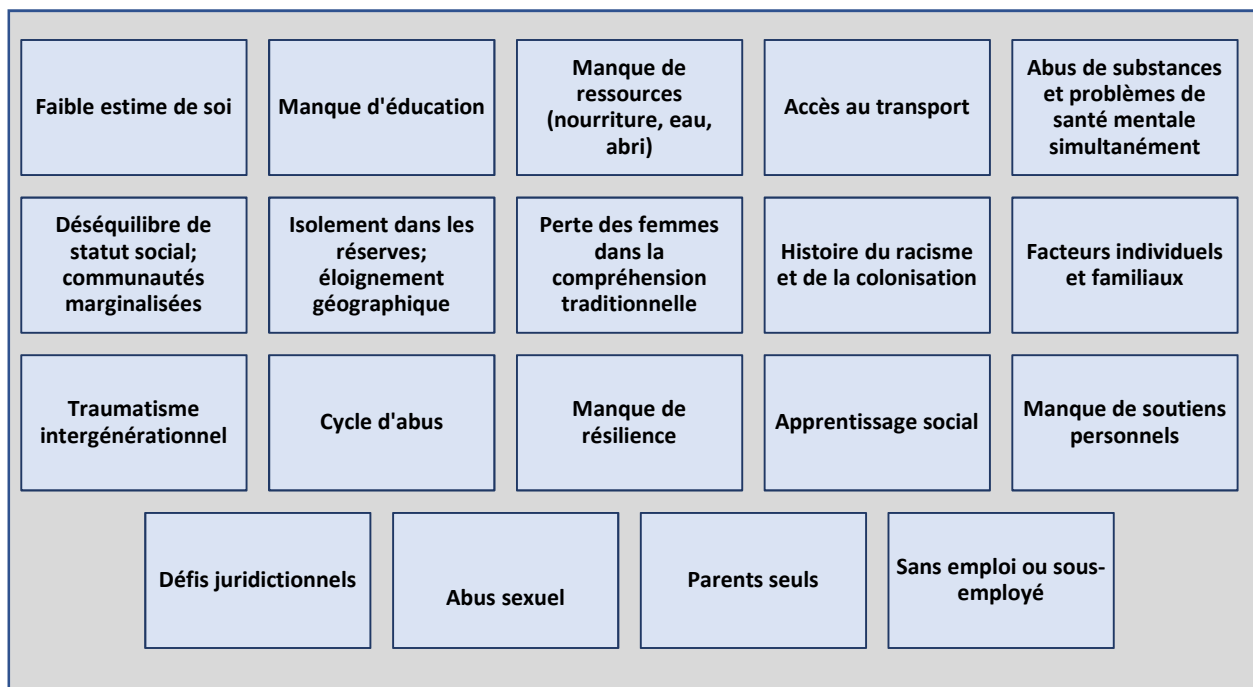 Faible estime de soi
Manque d'éducation
Manque de
ressources
(nourriture, eau,
abri)
Accès au transport
Abus de substances
et problèmes de
santé mentale
simultanément
Déséquilibre de
statut social;
communautés
marginalisées
Isolement dans les
réserves;
éloignement
géographique
Perte des femmes
dans la
compréhension
traditionnelle
Histoire du racisme
et de la colonisation
Facteurs individuels
et familiaux
Traumatisme
intergénérationnel
Cycle d'abus
Manque de
résilience
Apprentissage social
Manque de soutiens
personnels
Défis juridictionnels
Abus sexuel
Parents seuls
Sans emploi ou sous-
employé